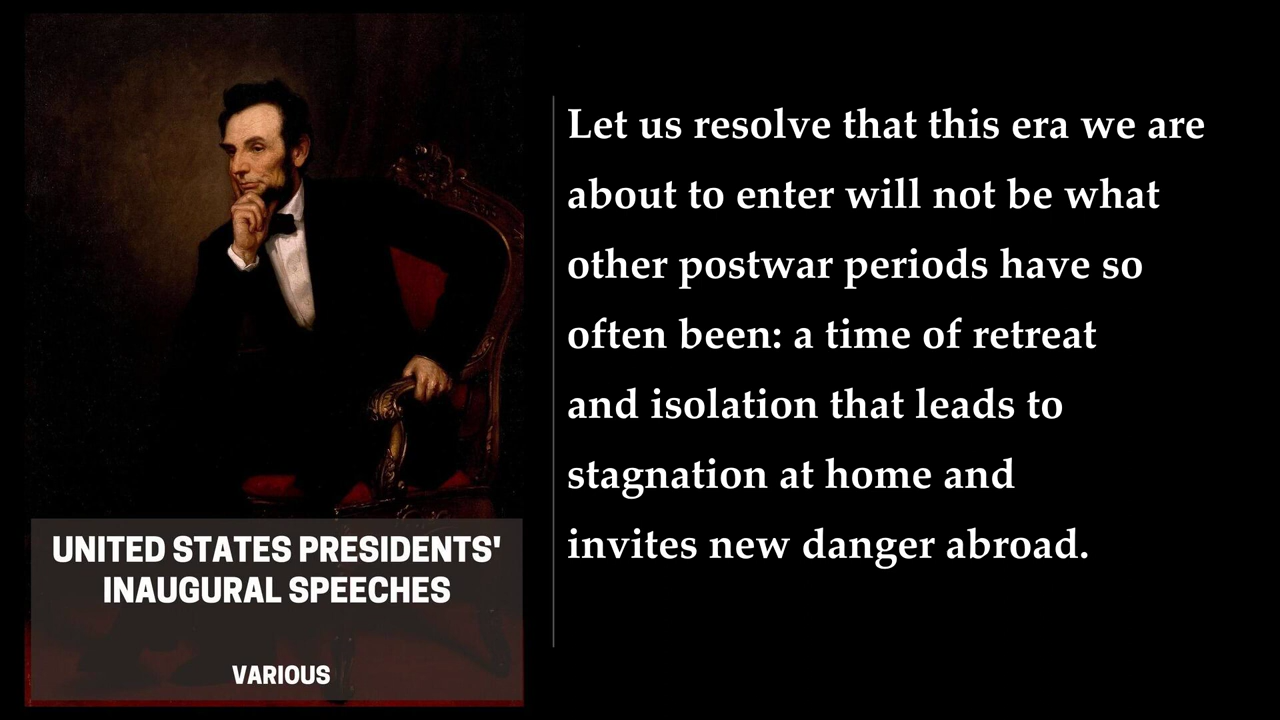 UNITED STATES PRESIDENTS'
INAUGURAL SPEECHES
VARIOUS
Let us resolve that this era we are
about to enter will not be what
other postwar periods have so
often been: a time of retreat
and isolation that leads to
stagnation at home and
invites new danger abroad.